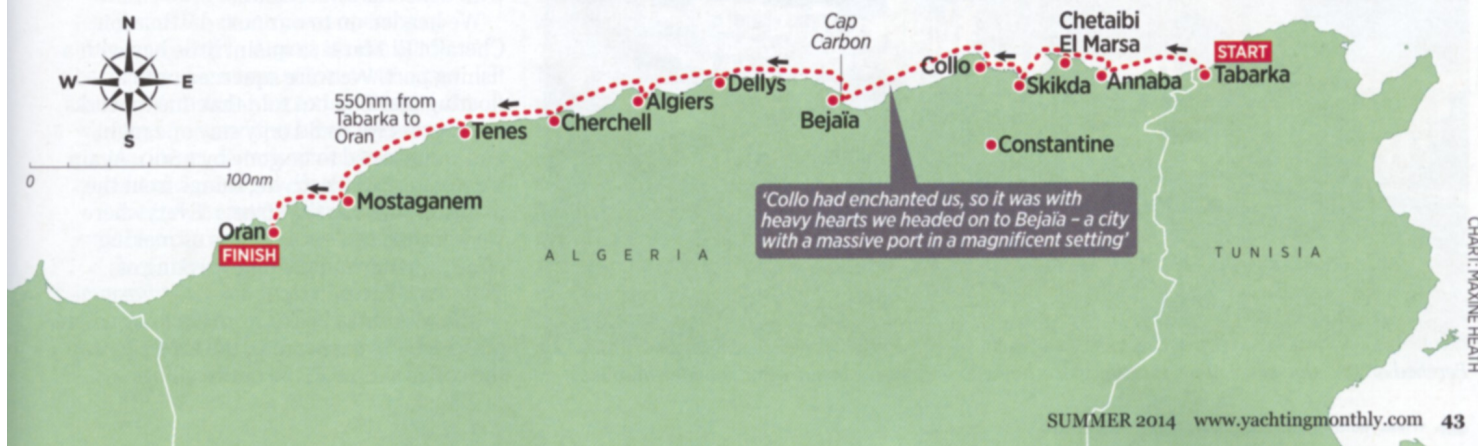 N
W E
S
0 100nm
550nm from
Tabarka to
Oran
Oran
FINISH
Mostaganem
Tenes
Cherchell
Algiers
Dellys
Cap
Carbon
Bejaïa
Collo
Skikda
Chetaibi
El Marsa
Annaba
START
Tabarka
Constantine
'Collo had enchanted us, so it was with
heavy hearts we headed on to Bejaïa – a city
with a massive port in a magnificent setting'
ALGERIA
TUNISIA
CHART: MAXINE HEATH
SUMMER 2014 www.yachtingmonthly.com 43